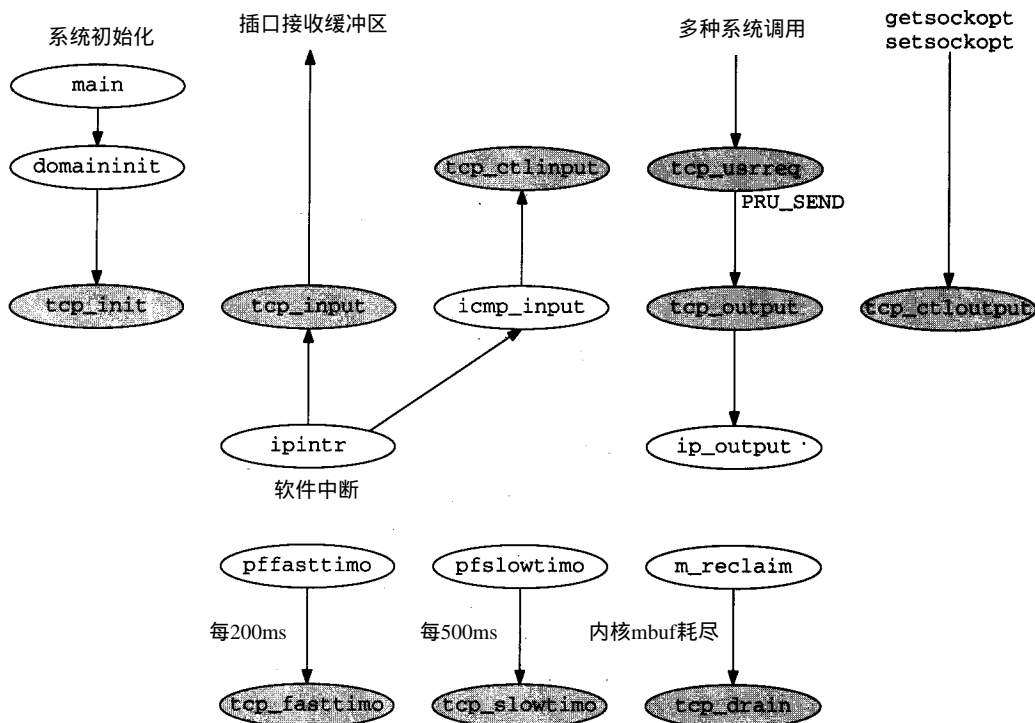 系统初始化
插口接收缓冲区
多种系统调用
getsockopt
setsockopt
main
domaininit
tcp_ctlinput
tcp_usrreq
PRU_SEND
tcp_init
tcp_input
icmp_input
tcp_output
tcp_ctloutput
ipintr
ip_output
软件中断
pffasttimo
pfslowtimo
m_reclaim
每200ms
每500ms
内核mbuf耗尽
tcp_fasttimo
tcp_slowtimo
tcp_drain